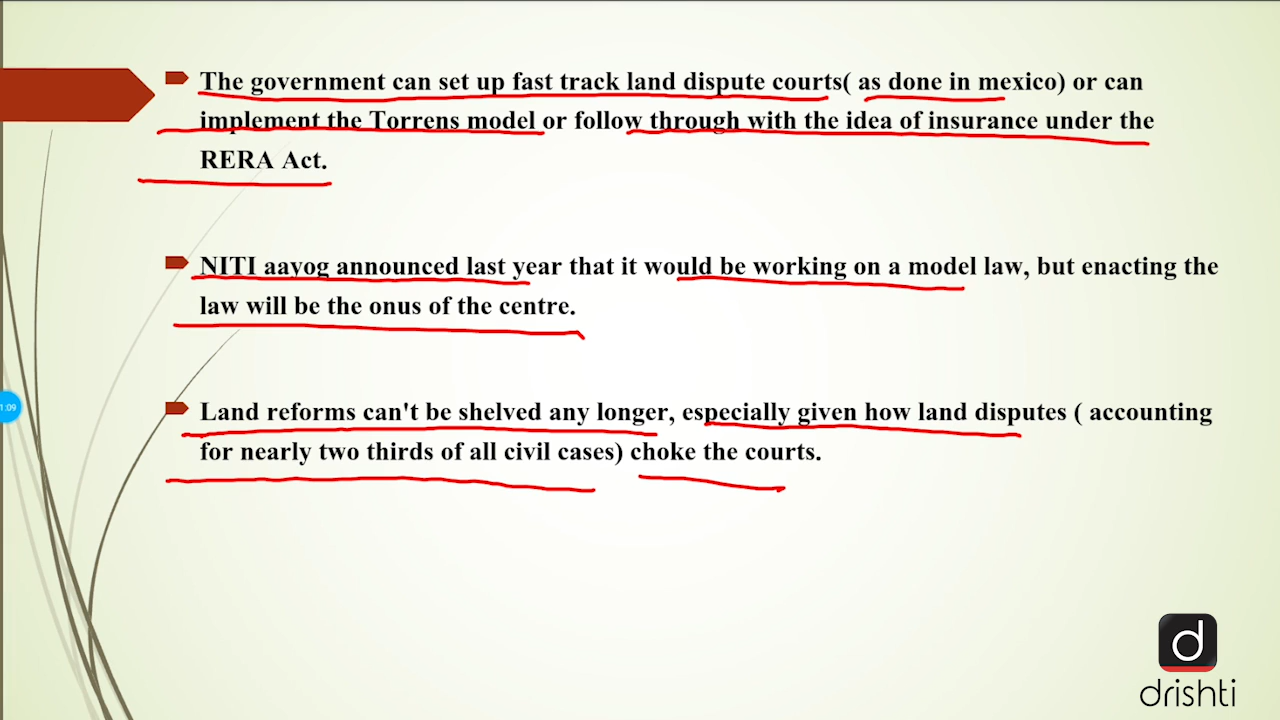 The government can set up fast track land dispute courts( as done in mexico) or can
implement the Torrens model or follow through with the idea of insurance under the
RERA Act.
NITI aayog announced last year that it would be working on a model law, but enacting the
law will be the onus of the centre.
1:09
Land reforms can't be shelved any longer, especially given how land disputes ( accounting
for nearly two thirds of all civil cases) choke the courts.
d
drishti